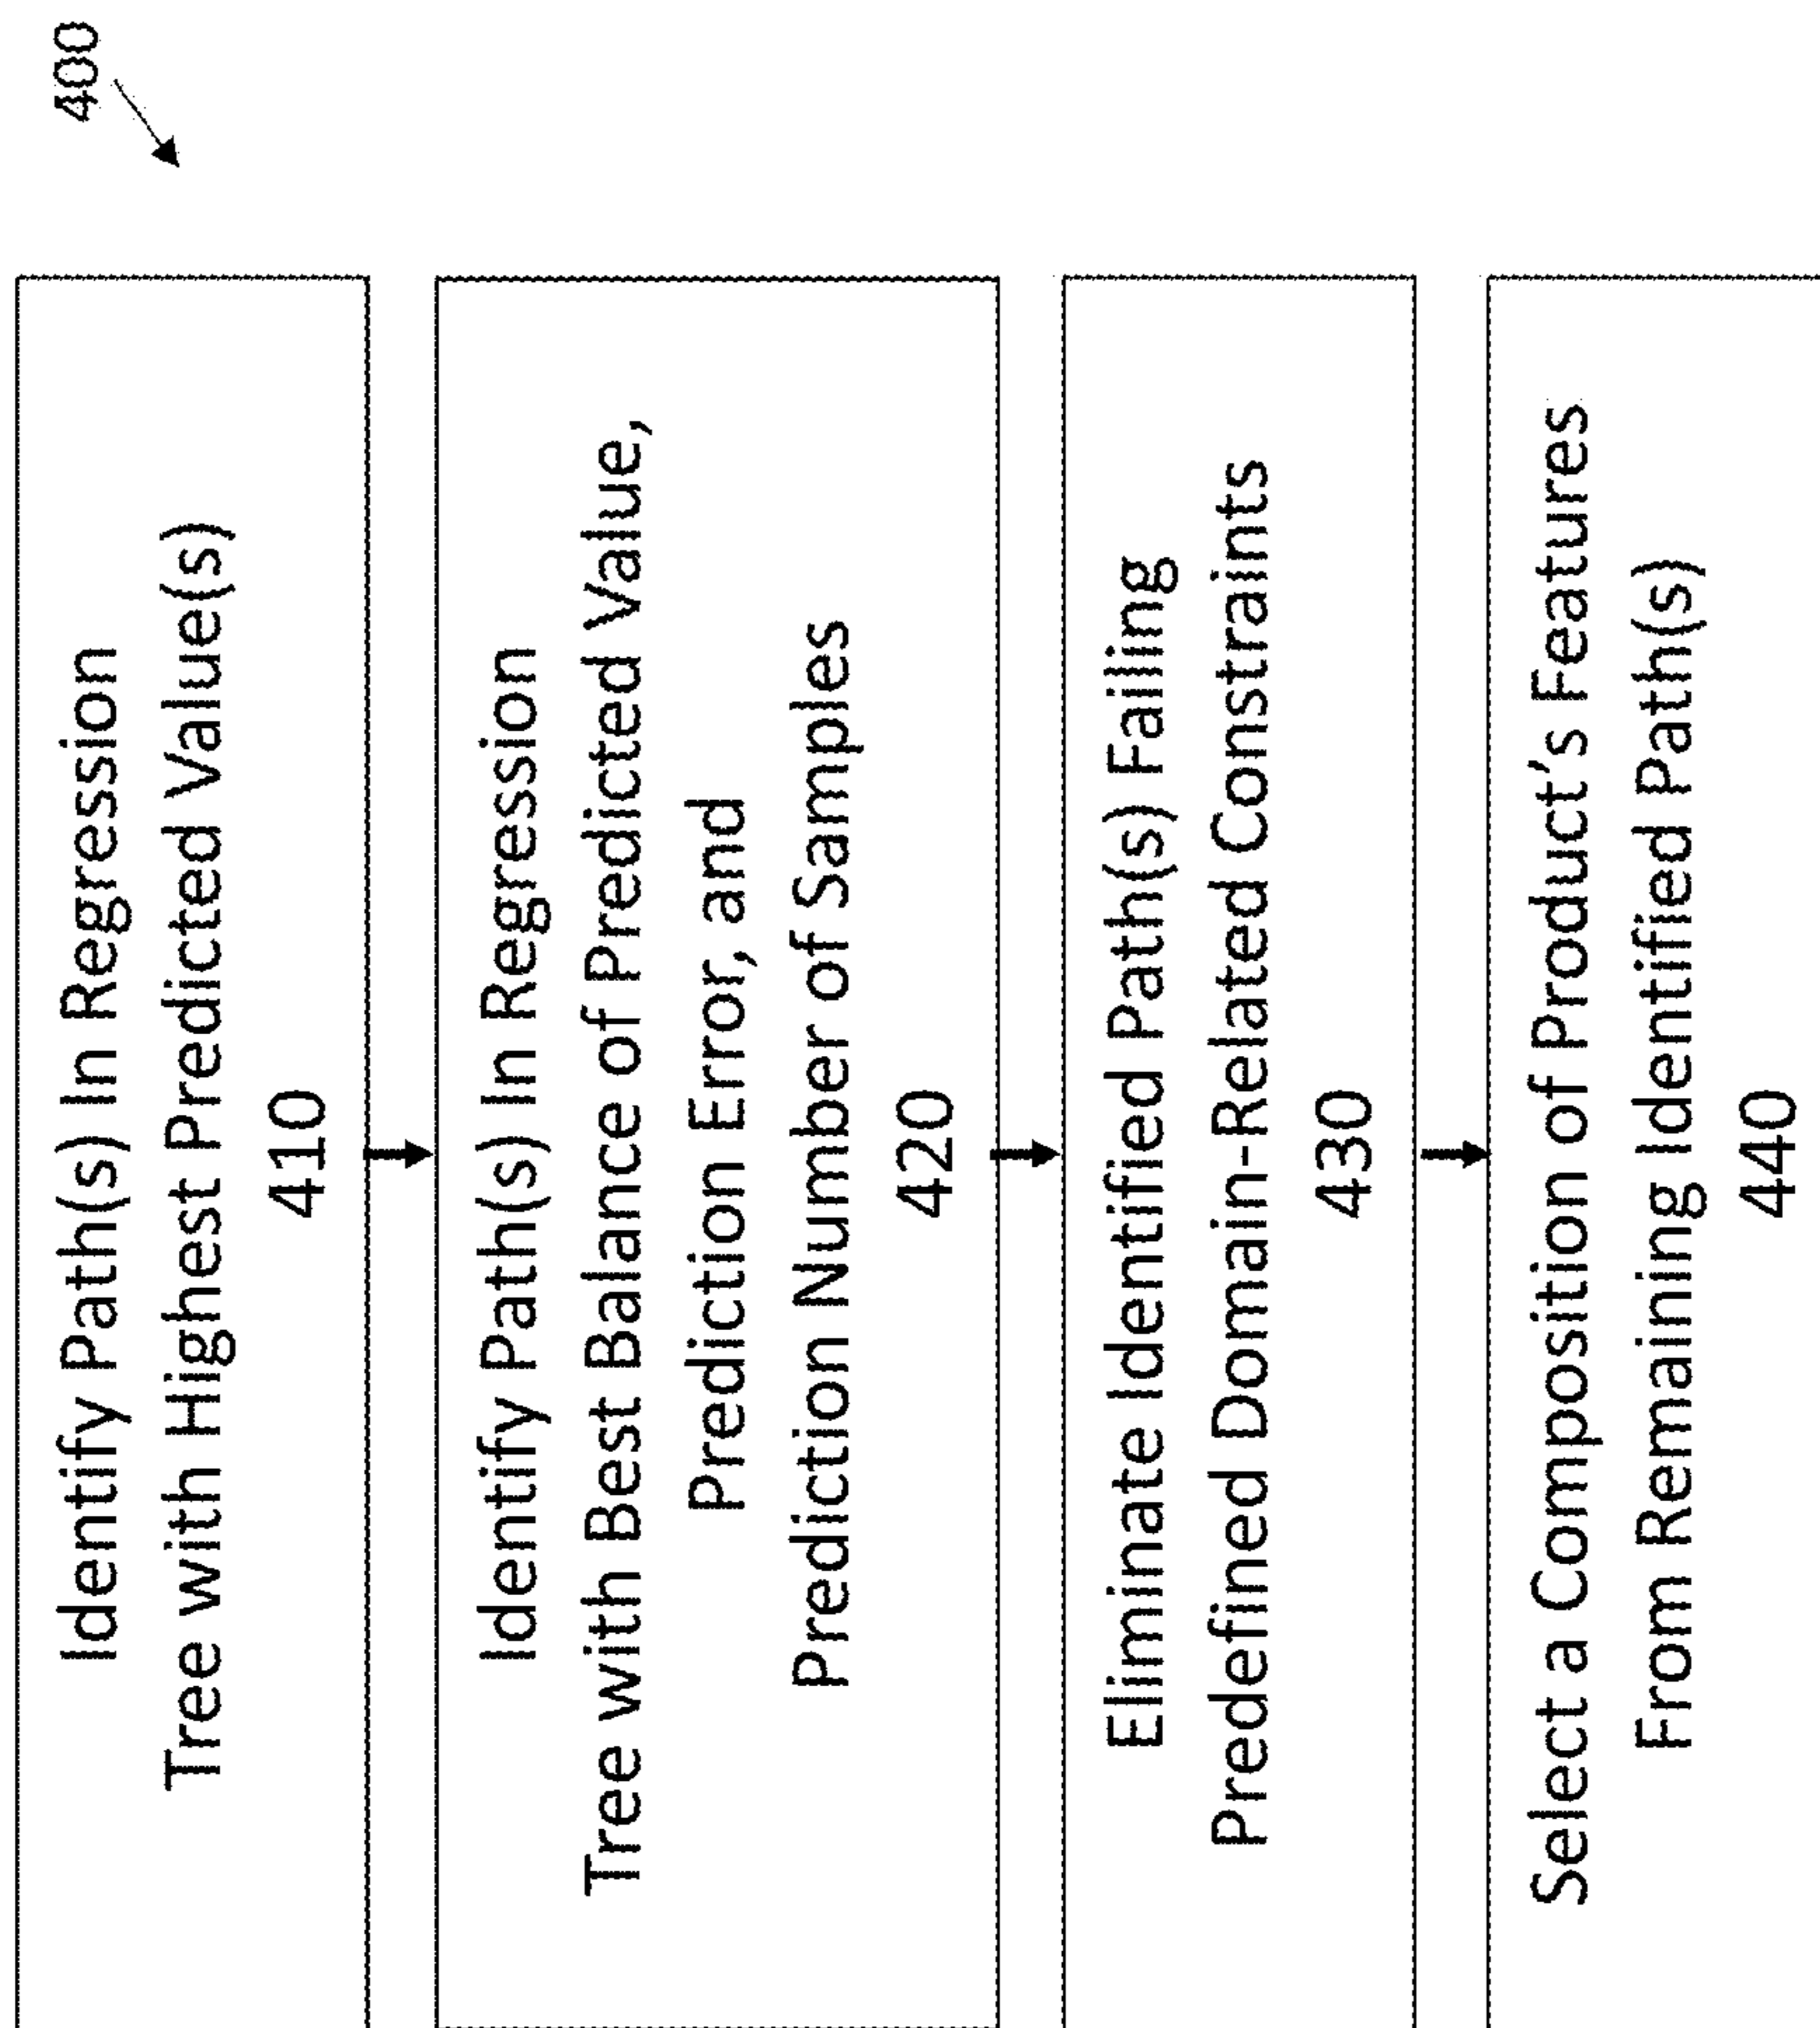 400
Identify Path(s) In Regression
Tree with Highest Predicted Value(s)
410
Identify Path(s) In Regression
Tree with Best Balance of Predicted Value,
Prediction Error, and
Prediction Number of Samples
420
Eliminate Identified Path(s) Failing
Predefined Domain-Related Constraints
430
Select a Composition of Product's Features
From Remaining Identified Path(s)
440